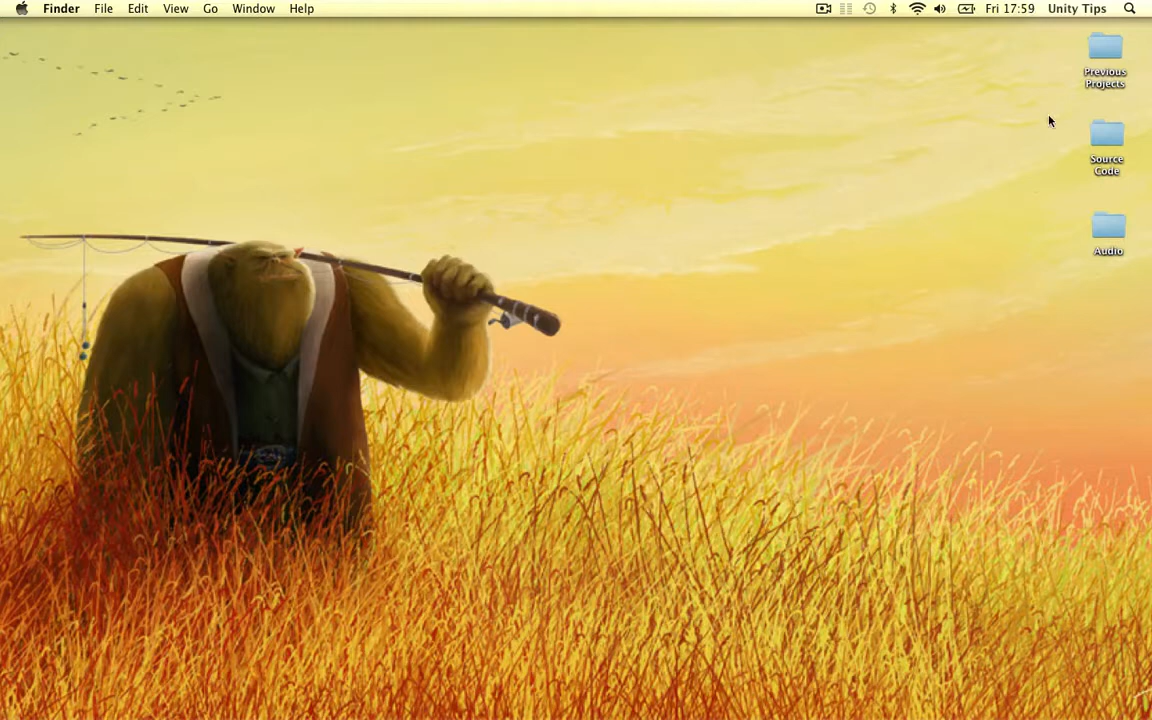 Finder File Edit View Go Window Help Fri 17:59 Unity Tips
Previous
Projects
Source
Code
Audio